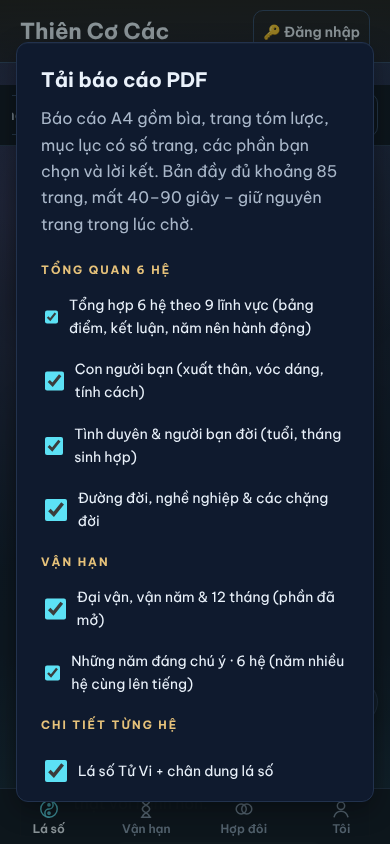 Thiên Cơ Các
🔑 Đăng nhập
Tải báo cáo PDF
Báo cáo A4 gồm bìa, trang tóm lược,
mục lục có số trang, các phần bạn
chọn và lời kết. Bản đầy đủ khoảng 85
trang, mất 40–90 giây – giữ nguyên
trang trong lúc chờ.
TỔNG QUAN 6 HỆ
Tổng hợp 6 hệ theo 9 lĩnh vực (bảng
điểm, kết luận, năm nên hành động)
Con người bạn (xuất thân, vóc dáng,
tính cách)
Tình duyên & người bạn đời (tuổi, tháng
sinh hợp)
Đường đời, nghề nghiệp & các chặng
đời
VẬN HẠN
Đại vận, vận năm & 12 tháng (phần đã
mở)
Những năm đáng chú ý · 6 hệ (năm nhiều
hệ cùng lên tiếng)
CHI TIẾT TỪNG HỆ
Lá số Tử Vi + chân dung lá số
Lá số
Vận hạn
Hợp đôi
Tôi